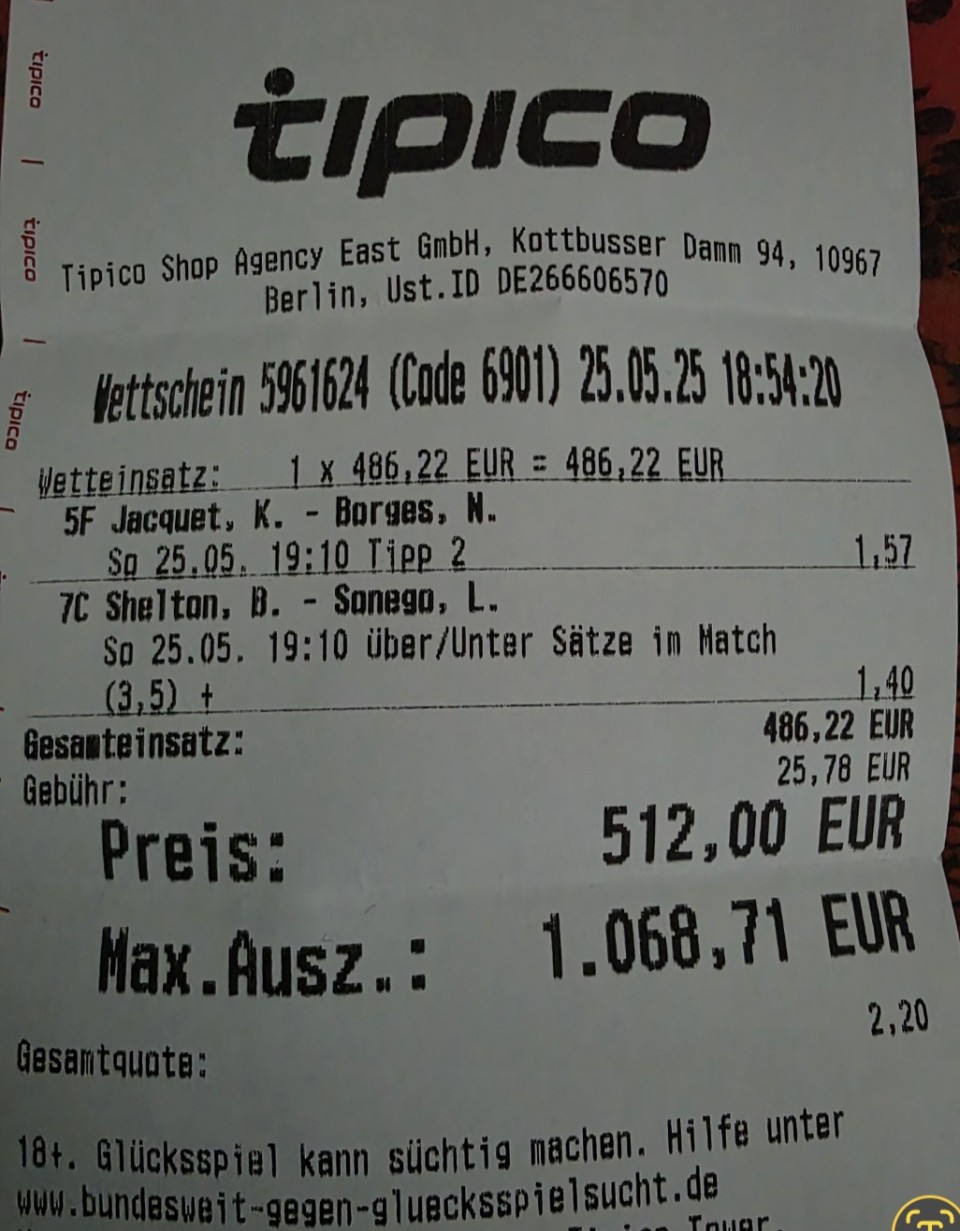 tipico
Tipico Shop Agency East GmbH, Kottbusser Damm 94, 10967
Berlin, Ust.ID DE266606570
Wettschein 5961624 (Code 6901) 25.05.25 18:54:20
Wetteinsatz: 1 x 486,22 EUR = 486,22 EUR
5F Jacquet, K. - Borges, N.
So 25.05. 19:10 Tipp 2 1,57
7C Shelton, B. - Sonego, L.
So 25.05. 19:10 über/Unter Sätze im Match
(3,5) + 1,40
Gesamteinsatz: 486,22 EUR
Gebühr: 25,78 EUR
Preis: 512,00 EUR
Max.Ausz.: 1.068,71 EUR
Gesamtquote: 2,20
18+. Glücksspiel kann süchtig machen. Hilfe unter
www.bundesweit-gegen-gluecksspielsucht.de
tipico
tipico
tipico